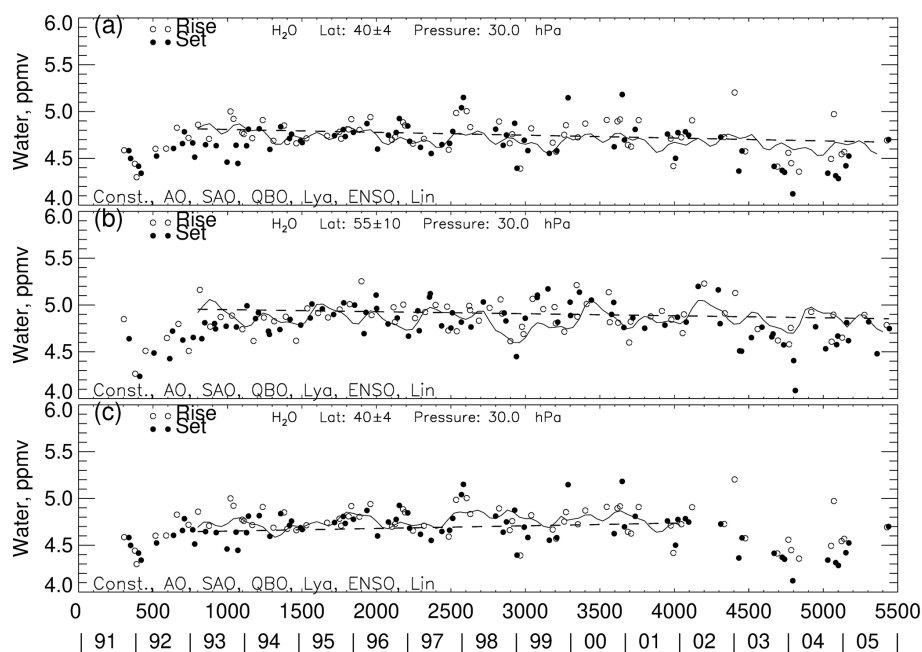 6.0
(a)
Rise
Set
H₂O Lat: 40±4 Pressure: 30.0 hPa
5.5
5.0
4.5
4.0
Water, ppmv
Const., AO, SAO, QBO, Lya, ENSO, Lin
6.0
(b)
Rise
Set
H₂O Lat: 55±10 Pressure: 30.0 hPa
5.5
5.0
4.5
4.0
Water, ppmv
Const., AO, SAO, QBO, Lya, ENSO, Lin
6.0
(c)
Rise
Set
H₂O Lat: 40±4 Pressure: 30.0 hPa
5.5
5.0
4.5
4.0
Water, ppmv
Const., AO, SAO, QBO, Lya, ENSO, Lin
0 500 1000 1500 2000 2500 3000 3500 4000 4500 5000 5500
| 91 | 92 | 93 | 94 | 95 | 96 | 97 | 98 | 99 | 00 | 01 | 02 | 03 | 04 | 05 |